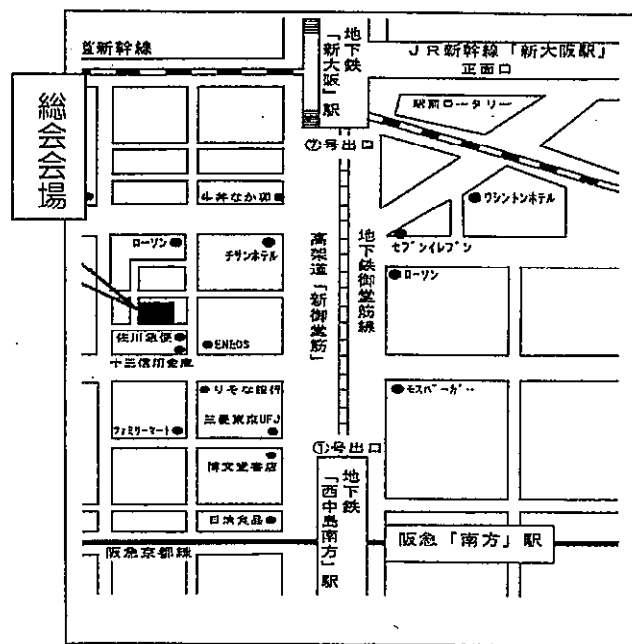 新幹線
地下鉄
「新大阪」駅
JR新幹線「新大阪駅」
正面口
総会会場
駅前ロータリー
⑦号出口
牛丼なか卯
ワシントンホテル
ローソン
チサンホテル
高架道「新御堂筋」
地下鉄御堂筋線
セブンイレブン
ローソン
佐川急便
ENEOS
十三信用金庫
りそな銀行
三菱東京UFJ
モスバーガー
ファミリーマート
①号出口
博文堂書店
地下鉄
「西中島南方」駅
日清食品
阪急「南方」駅
阪急京都線